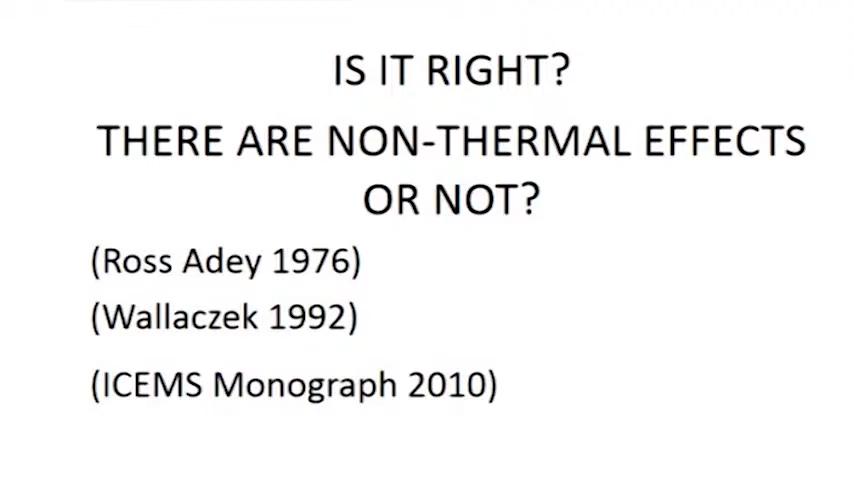 IS IT RIGHT?
THERE ARE NON-THERMAL EFFECTS
OR NOT?
(Ross Adey 1976)
(Wallaczek 1992)
(ICEMS Monograph 2010)